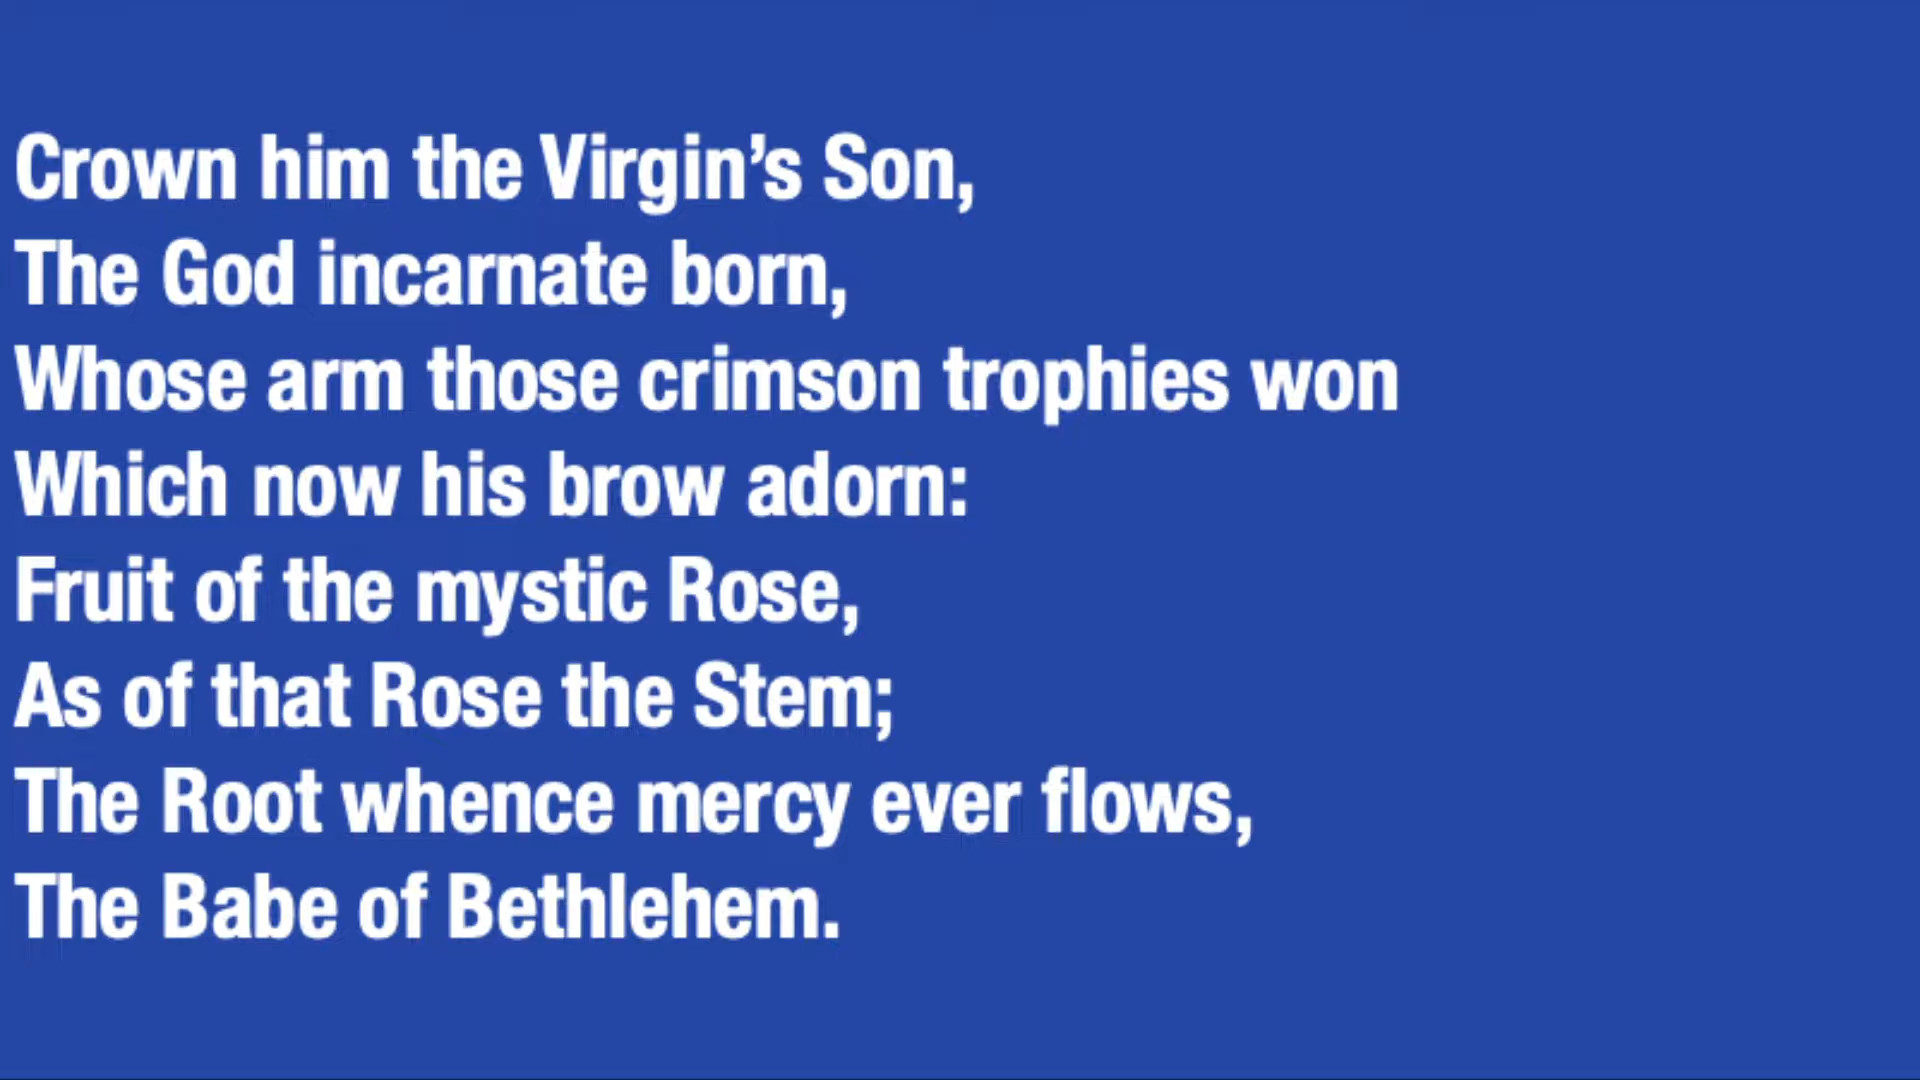 Crown him the Virgin’s Son,
The God incarnate born,
Whose arm those crimson trophies won
Which now his brow adorn:
Fruit of the mystic Rose,
As of that Rose the Stem;
The Root whence mercy ever flows,
The Babe of Bethlehem.